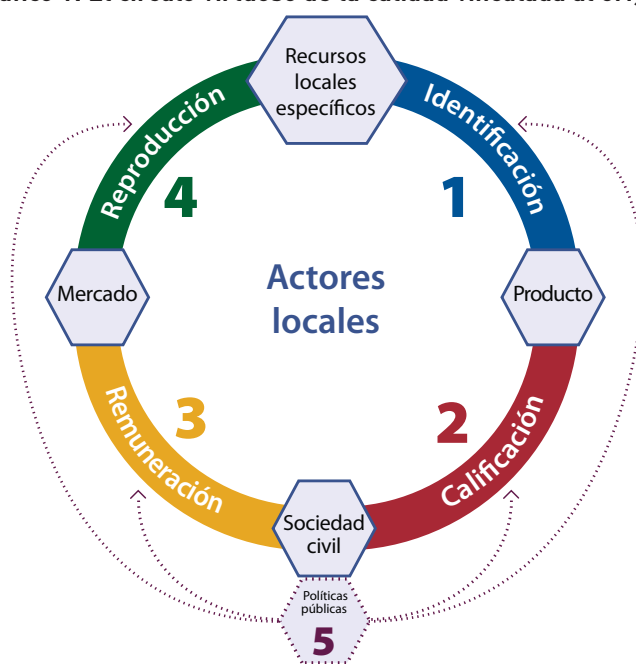 Recursos
locales
específicos
Identificación
1
Producto
Calificación
2
Sociedad
civil
Remuneración
3
Mercado
Reproducción
4
Actores
locales
Políticas
públicas
5